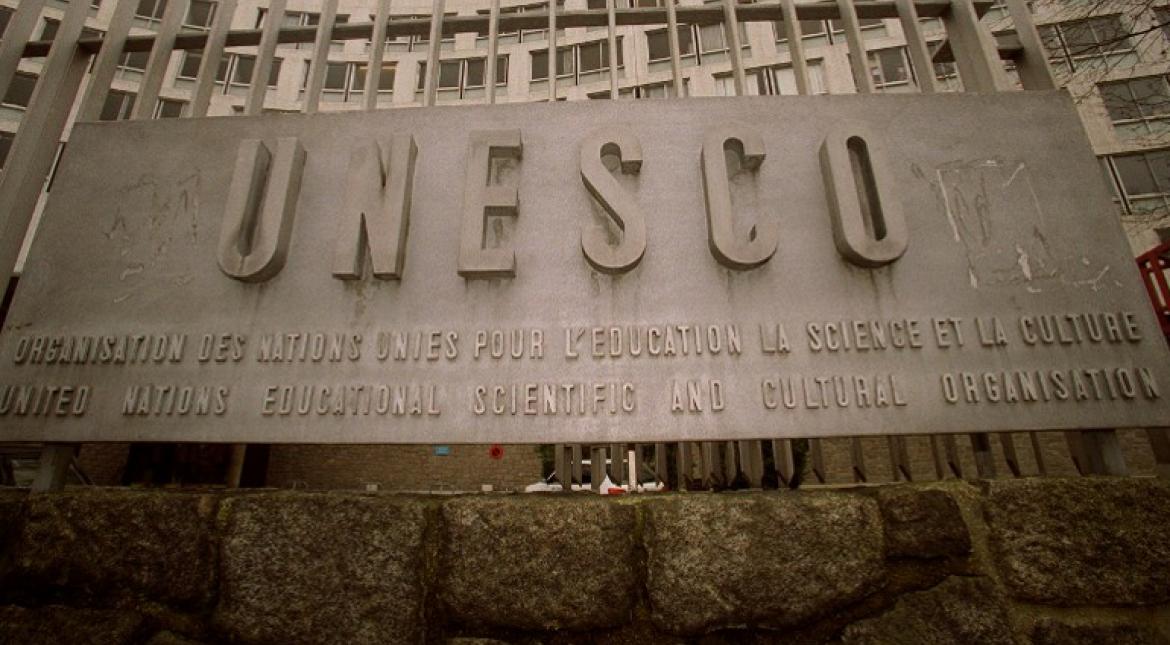 UNESCO
ORGANISATION DES NATIONS UNIES POUR L'EDUCATION LA SCIENCE ET LA CULTURE
UNITED NATIONS EDUCATIONAL SCIENTIFIC AND CULTURAL ORGANISATION